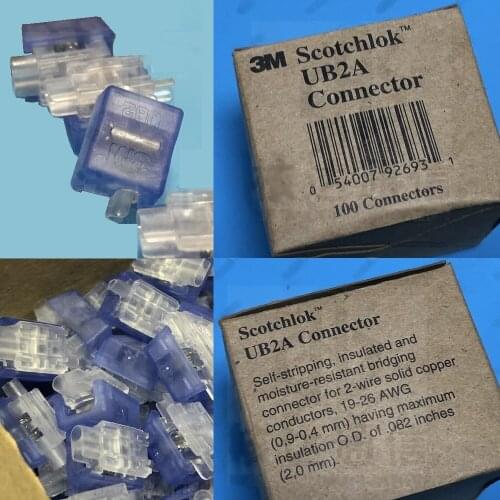 UB2A
3M
3M Scotchlok™
UB2A
Connector
0 54007 92693 1
100 Connectors
Scotchlok™
UB2A Connector
Self-stripping, insulated and
moisture-resistant bridging
connector for 2-wire solid copper
conductors, 19-26 AWG
(0,9-0,4 mm) having maximum
insulation O.D. of .082 inches
(2,0 mm).